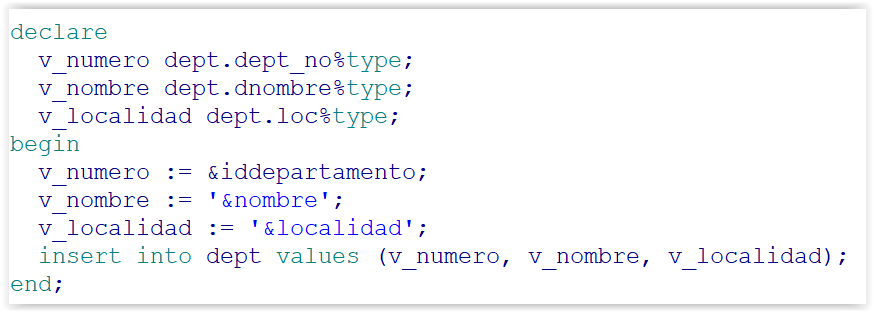 declare
  v_numero dept.dept_no%type;
  v_nombre dept.dnombre%type;
  v_localidad dept.loc%type;
begin
  v_numero := &iddepartamento;
  v_nombre := '&nombre';
  v_localidad := '&localidad';
  insert into dept values (v_numero, v_nombre, v_localidad);
end;